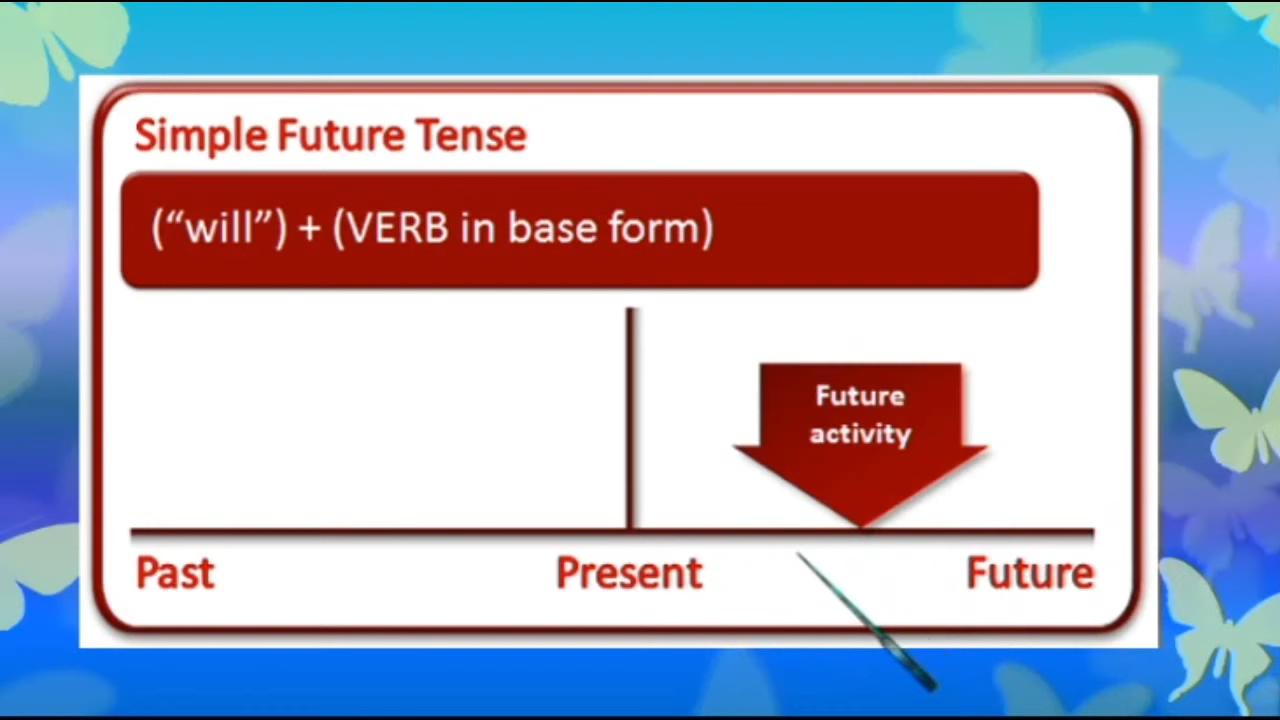 Simple Future Tense
(“will”) + (VERB in base form)
Future
activity
Past Present Future